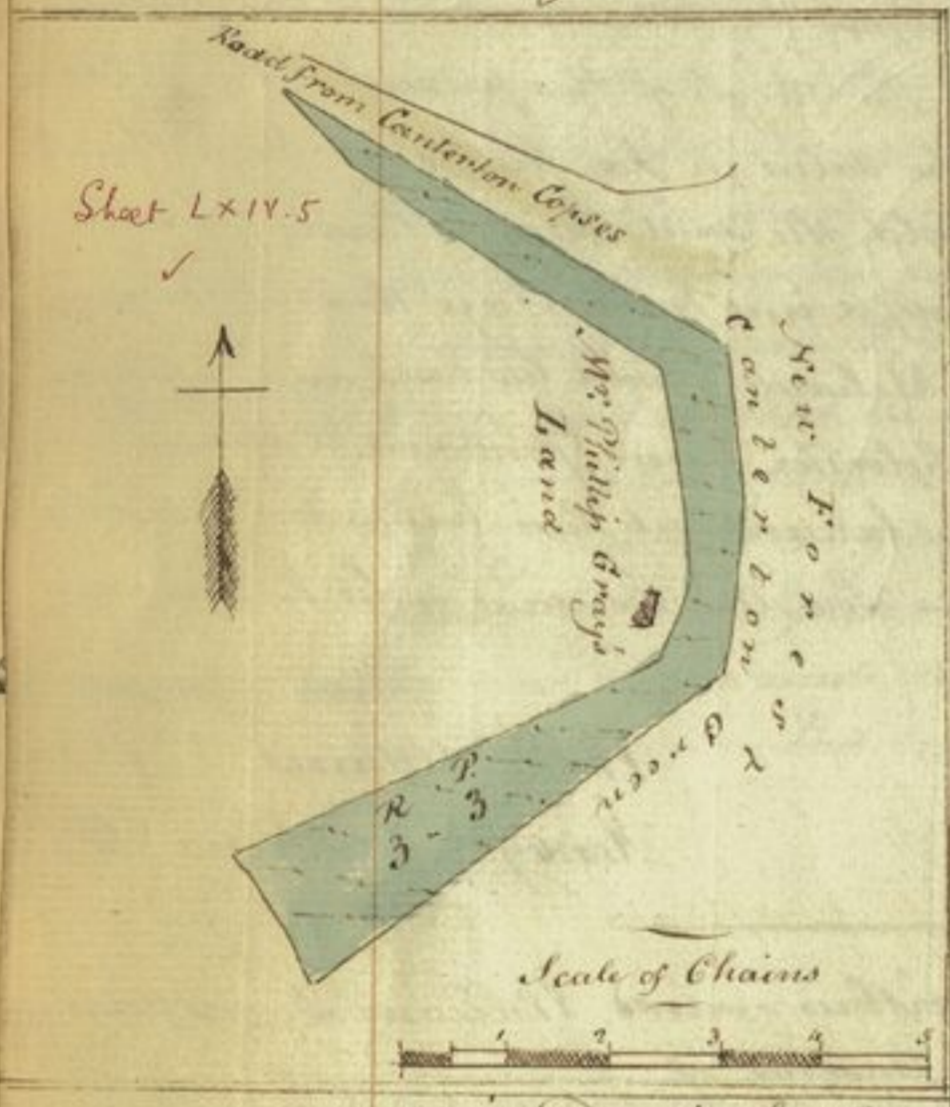 Road from Canterton Copses
Sheet LXIV.5
New Forest
Canterton Green
Mr. Phillip Grays'
Land
R. P.
3 - 3
Scale of Chains
1 2 3 4 5